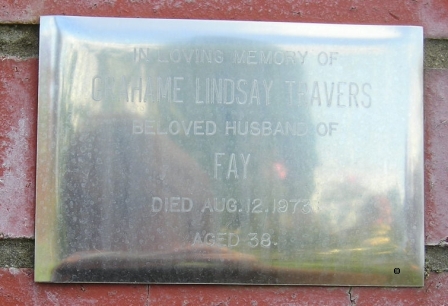 IN LOVING MEMORY OF
GRAHAME LINDSAY TRAVERS
BELOVED HUSBAND OF
FAY
DIED AUG. 12. 1973
AGED 38.